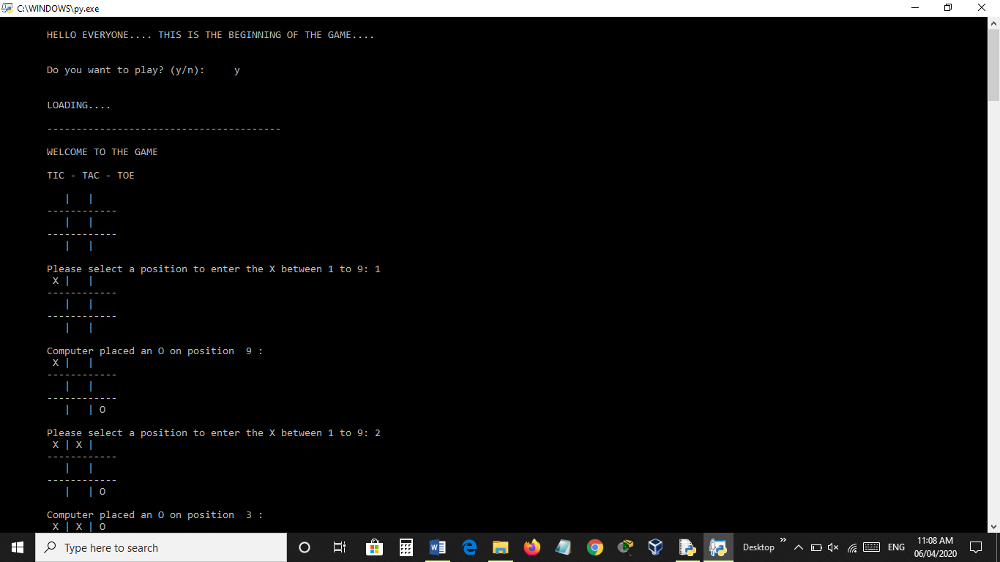 C:\WINDOWS\py.exe
HELLO EVERYONE.... THIS IS THE BEGINNING OF THE GAME....
Do you want to play? (y/n):     y
LOADING....
----------------------------------------
WELCOME TO THE GAME
TIC - TAC - TOE
   |   |
------------
   |   |
------------
   |   |
Please select a position to enter the X between 1 to 9: 1
 X |   |
------------
   |   |
------------
   |   |
Computer placed an O on position  9 :
 X |   |
------------
   |   |
------------
   |   | O
Please select a position to enter the X between 1 to 9: 2
 X | X |
------------
   |   |
------------
   |   | O
Computer placed an O on position  3 :
 X | X | O
Type here to search
Desktop
ENG
11:08 AM
06/04/2020